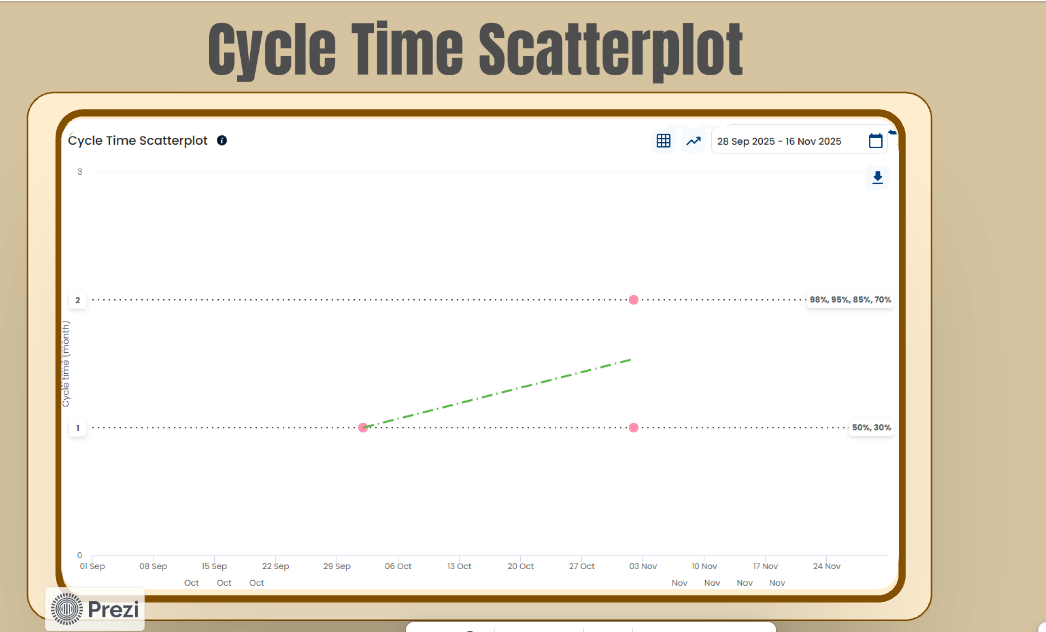 Cycle Time Scatterplot
Cycle Time Scatterplot
28 Sep 2025 - 16 Nov 2025
3
2
98%, 95%, 85%, 70%
Cycle time (month)
1
50%, 30%
0
01 Sep 08 Sep 15 Sep 22 Sep 29 Sep 06 Oct 13 Oct 20 Oct 27 Oct 03 Nov 10 Nov 17 Nov 24 Nov
Oct Oct Oct Nov Nov Nov Nov
Prezi